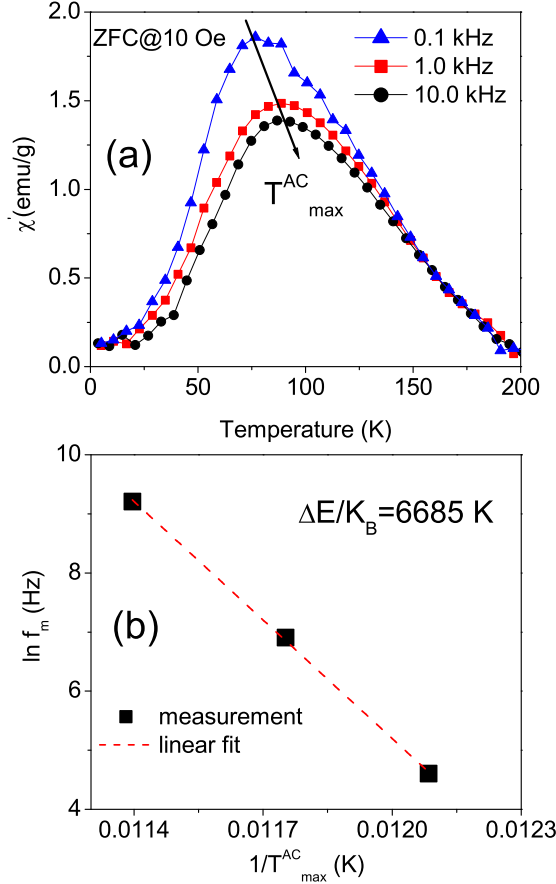 ZFC@10 Oe
0.1 kHz
1.0 kHz
10.0 kHz
(a)
T^AC_max
χ'(emu/g)
2.0
1.5
1.0
0.5
0.0
0 50 100 150 200
Temperature (K)
ΔE/K_B=6685 K
(b)
measurement
linear fit
ln f_m (Hz)
10
8
6
4
0.0114 0.0117 0.0120 0.0123
1/T^AC_max (K)